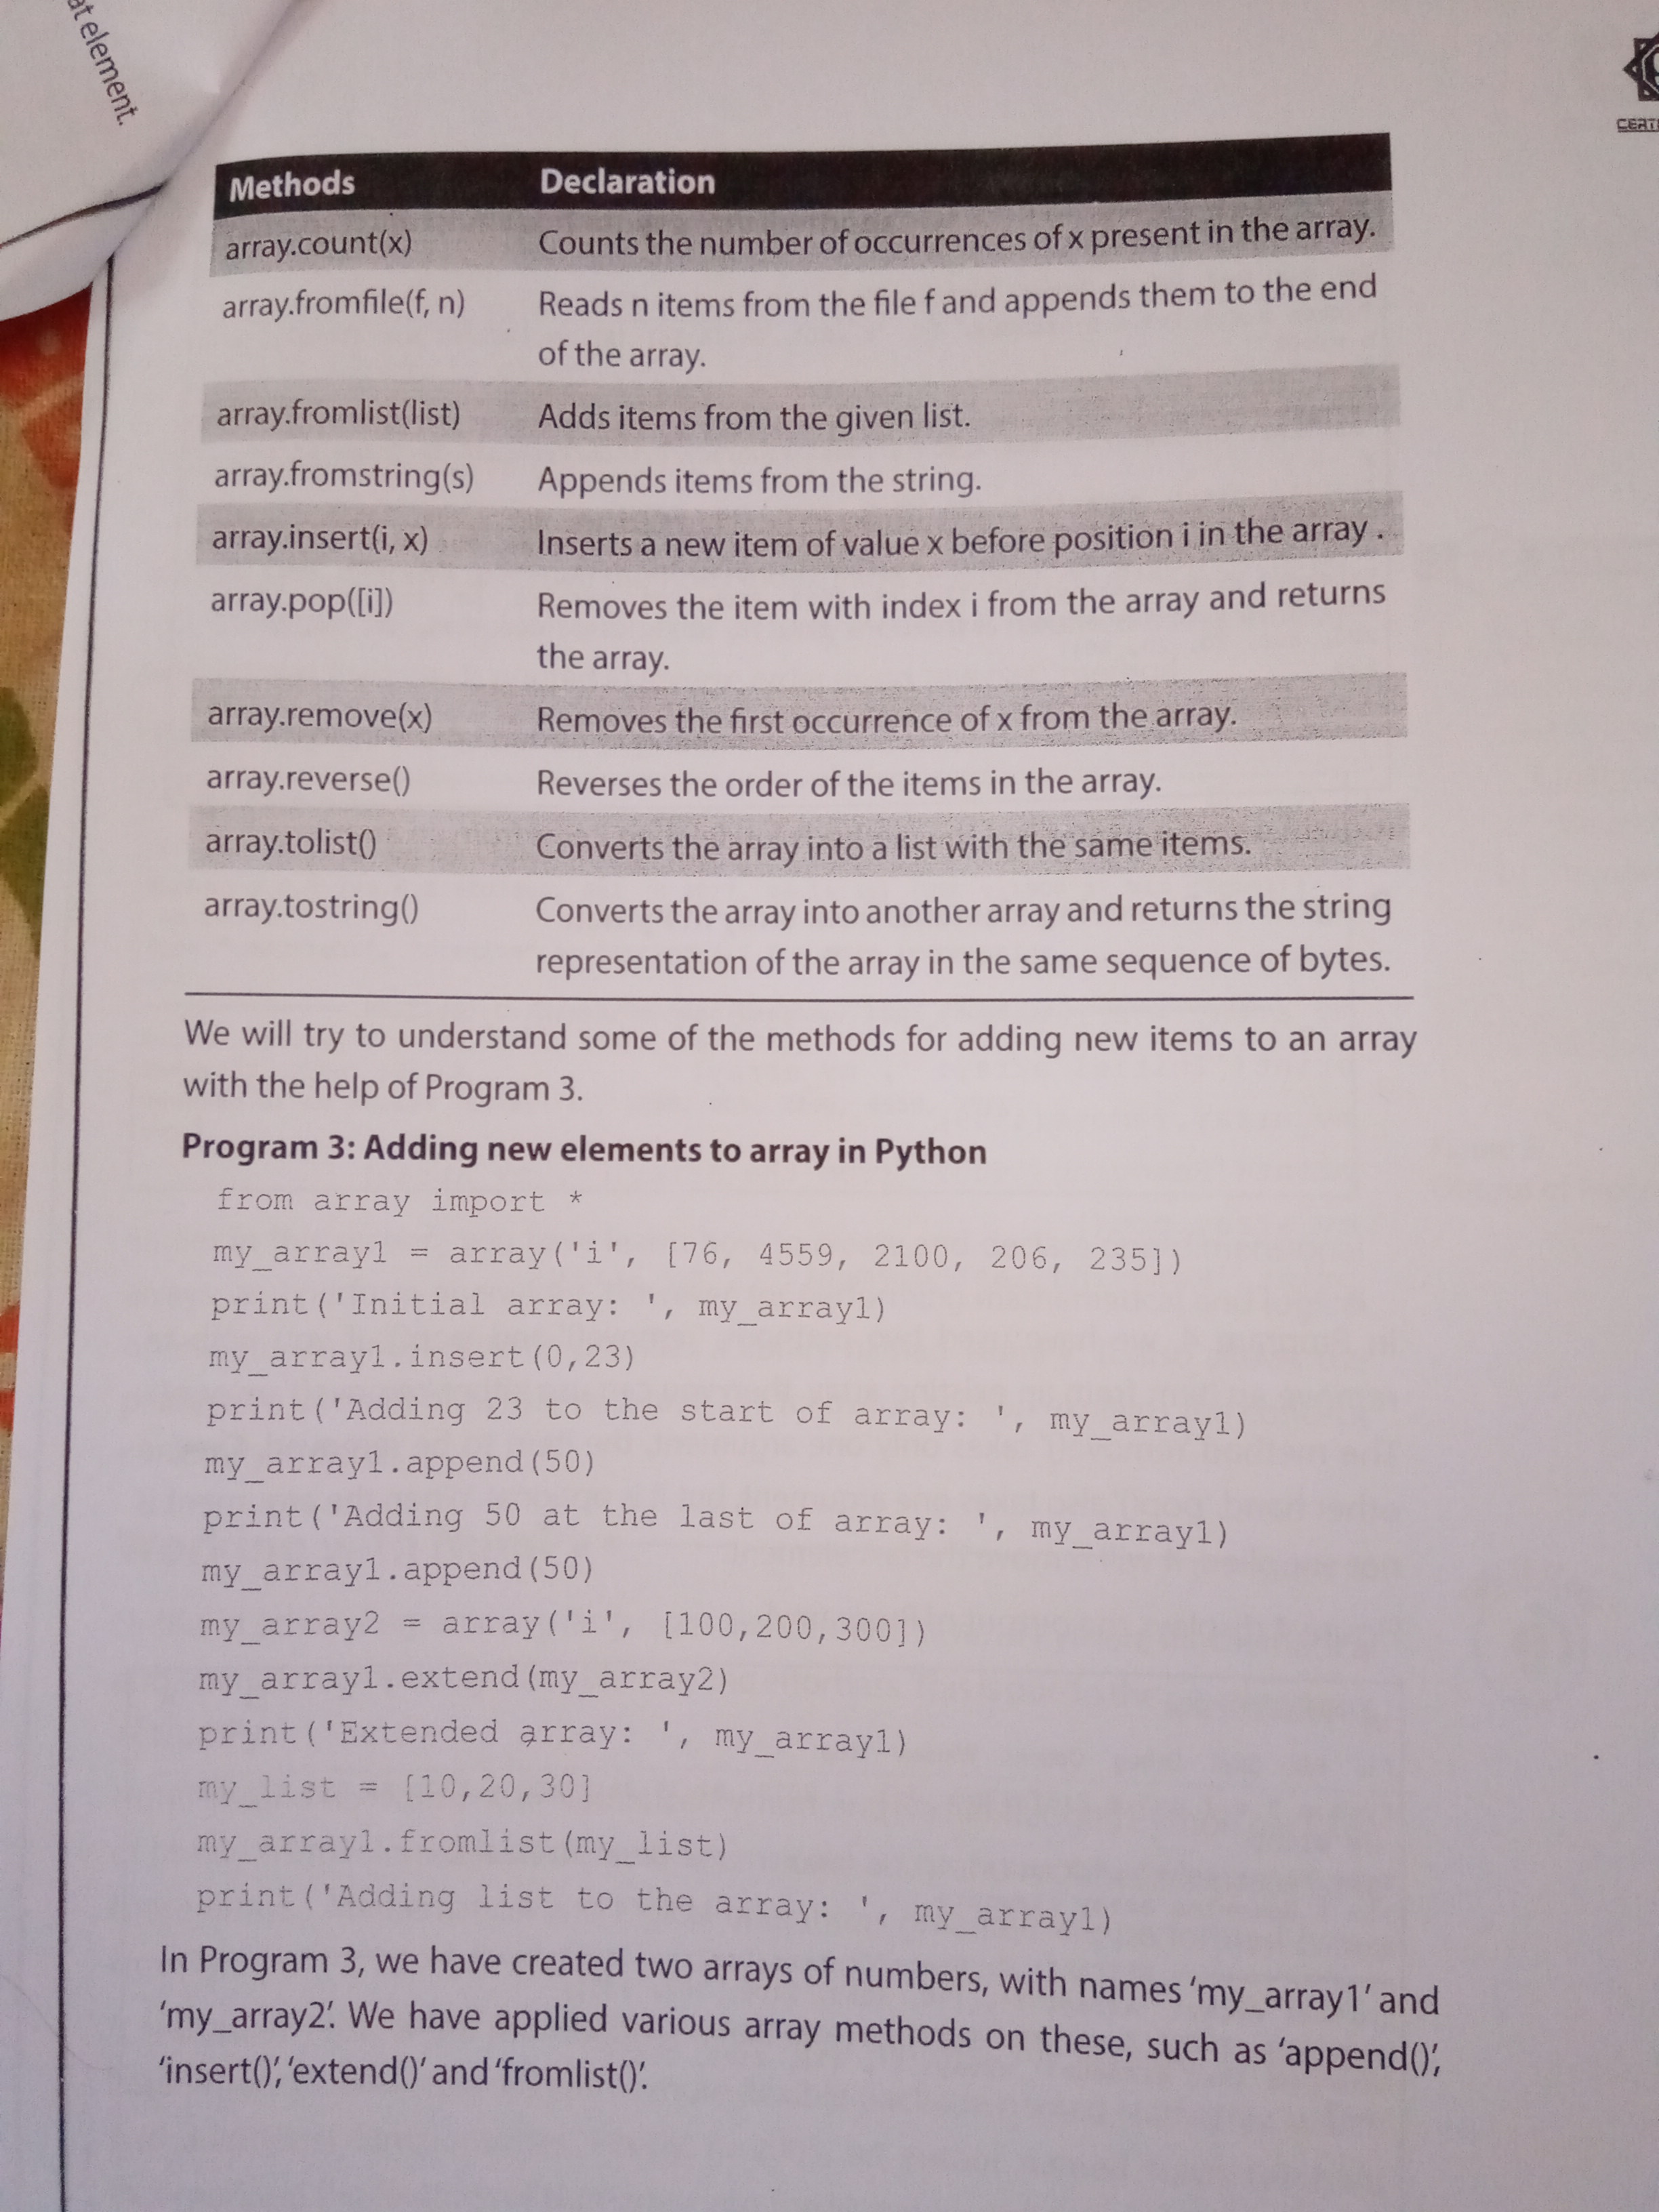 at element.
CERTI
Methods Declaration
array.count(x) Counts the number of occurrences of x present in the array.
array.fromfile(f, n) Reads n items from the file f and appends them to the end
of the array.
array.fromlist(list) Adds items from the given list.
array.fromstring(s) Appends items from the string.
array.insert(i, x) Inserts a new item of value x before position i in the array .
array.pop([i]) Removes the item with index i from the array and returns
the array.
array.remove(x) Removes the first occurrence of x from the array.
array.reverse() Reverses the order of the items in the array.
array.tolist() Converts the array into a list with the same items.
array.tostring() Converts the array into another array and returns the string
representation of the array in the same sequence of bytes.
We will try to understand some of the methods for adding new items to an array
with the help of Program 3.
Program 3: Adding new elements to array in Python
from array import *
my_array1 = array('i', [76, 4559, 2100, 206, 235])
print('Initial array: ', my_array1)
my_array1.insert(0,23)
print('Adding 23 to the start of array: ', my_array1)
my_array1.append(50)
print('Adding 50 at the last of array: ', my_array1)
my_array1.append(50)
my_array2 = array('i', [100,200,300])
my_array1.extend(my_array2)
print('Extended array: ', my_array1)
my_list = [10,20,30]
my_array1.fromlist(my_list)
print('Adding list to the array: ', my_array1)
In Program 3, we have created two arrays of numbers, with names ‘my_array1’ and
‘my_array2’. We have applied various array methods on these, such as ‘append()’,
‘insert()’, ‘extend()’ and ‘fromlist()’.